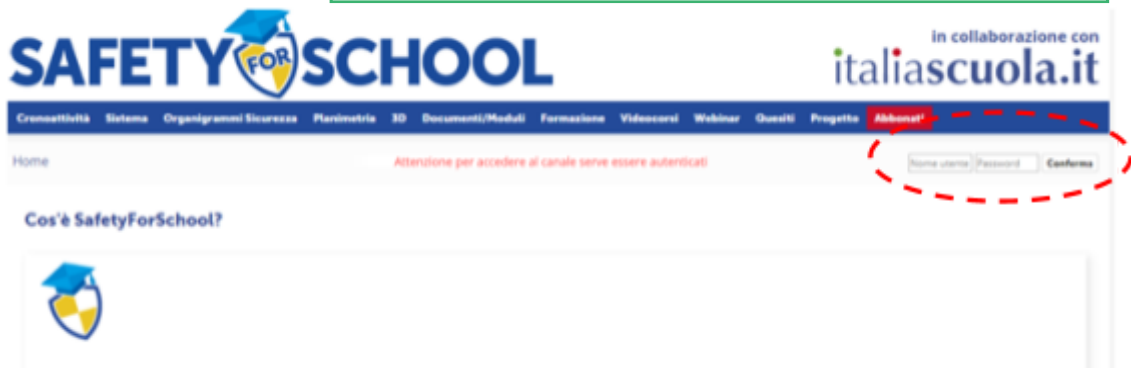 SAFETY FOR SCHOOL
in collaborazione con
italiascuola.it
Cronoattività Sistema Organigrammi Sicurezza Planimetria 3D Documenti/Moduli Formazione Videocorsi Webinar Quesiti Progetto Abbonati
Home Attenzione per accedere al canale serve essere autenticati Nome utente Password Conferma
Cos'è SafetyForSchool?